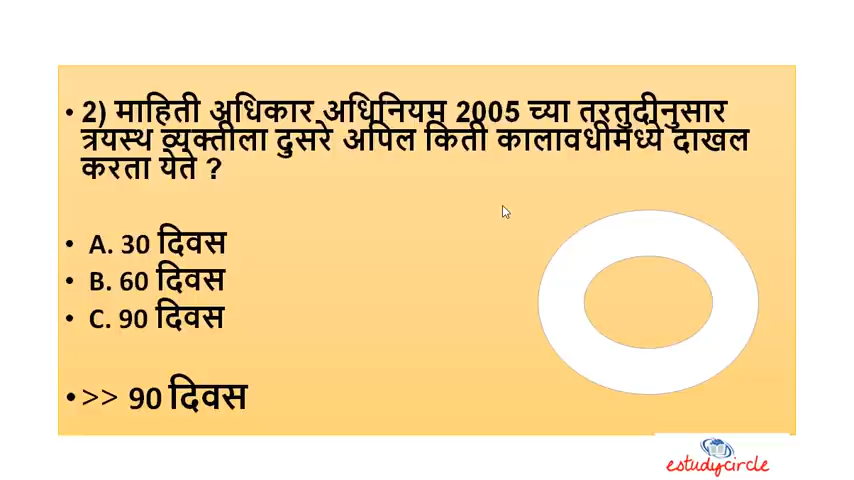 • 2) माहिती अधिकार अधिनियम 2005 च्या तरतुदीनुसार
त्रयस्थ व्यक्तीला दुसरे अपिल किती कालावधीमध्ये दाखल
करता येते ?
• A. 30 दिवस
• B. 60 दिवस
• C. 90 दिवस
• >> 90 दिवस
estudycircle